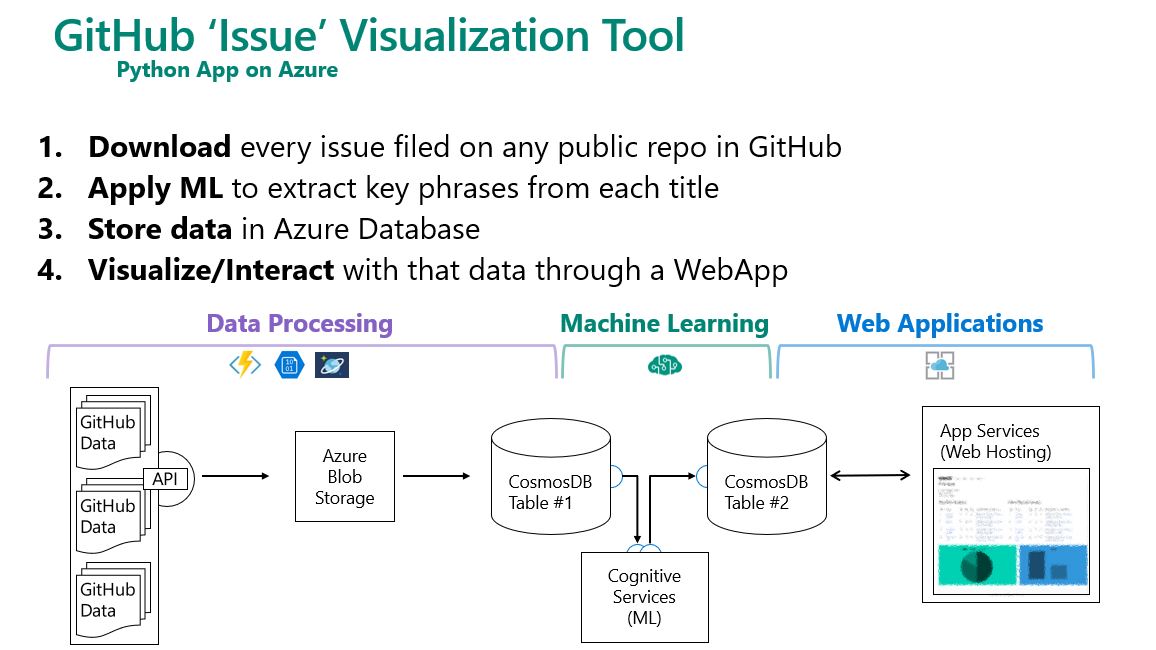 GitHub ‘Issue’ Visualization Tool
Python App on Azure
1. Download every issue filed on any public repo in GitHub
2. Apply ML to extract key phrases from each title
3. Store data in Azure Database
4. Visualize/Interact with that data through a WebApp
Data Processing
Machine Learning
Web Applications
10
01
GitHub
Data
API
GitHub
Data
GitHub
Data
Azure
Blob
Storage
CosmosDB
Table #1
Cognitive
Services
(ML)
CosmosDB
Table #2
App Services
(Web Hosting)